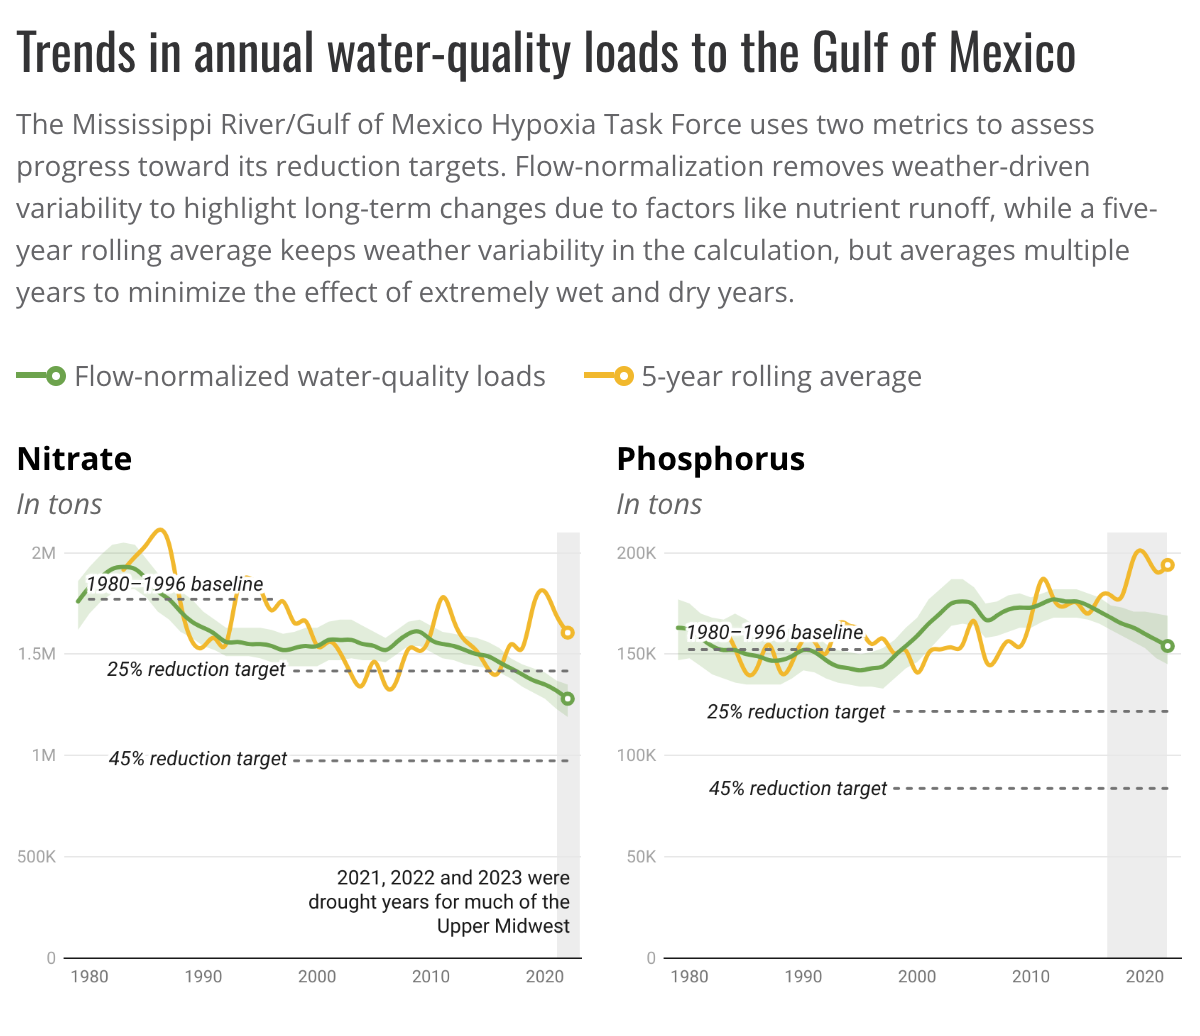 Trends in annual water-quality loads to the Gulf of Mexico
The Mississippi River/Gulf of Mexico Hypoxia Task Force uses two metrics to assess
progress toward its reduction targets. Flow-normalization removes weather-driven
variability to highlight long-term changes due to factors like nutrient runoff, while a five-
year rolling average keeps weather variability in the calculation, but averages multiple
years to minimize the effect of extremely wet and dry years.
Flow-normalized water-quality loads
5-year rolling average
Nitrate
In tons
2M
1980–1996 baseline
1.5M
25% reduction target
1M
45% reduction target
500K
2021, 2022 and 2023 were
drought years for much of the
Upper Midwest
0
1980 1990 2000 2010 2020
Phosphorus
In tons
200K
1980–1996 baseline
150K
25% reduction target
100K
45% reduction target
50K
0
1980 1990 2000 2010 2020